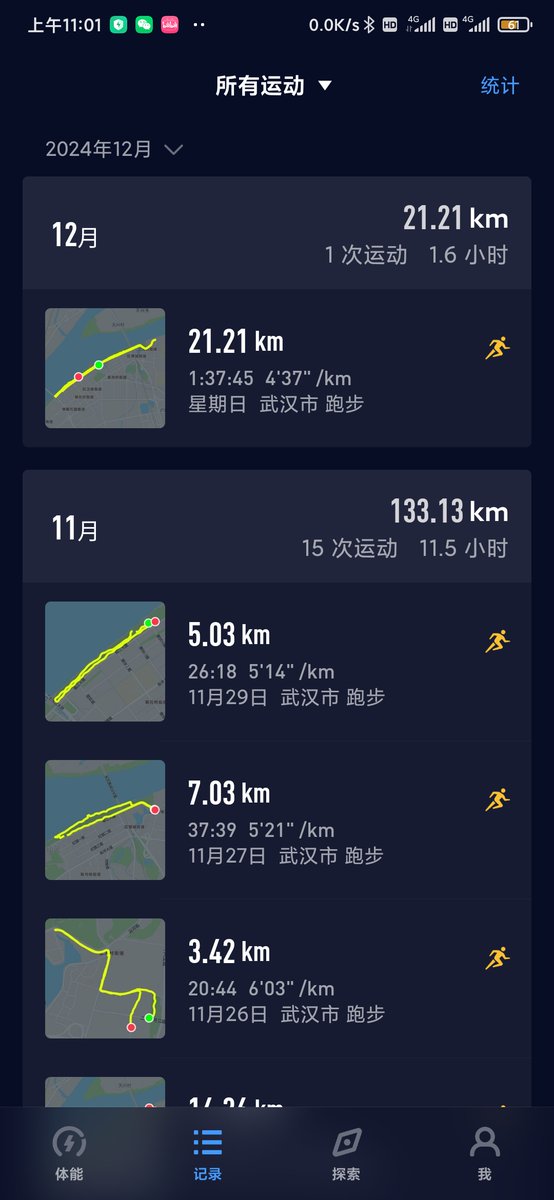 上午11:01
0.0K/s HD 4G HD 4G 61
所有运动 统计
2024年12月
12月 21.21 km
1 次运动 1.6 小时
21.21 km
1:37:45 4'37" /km
星期日 武汉市 跑步
11月 133.13 km
15 次运动 11.5 小时
5.03 km
26:18 5'14" /km
11月29日 武汉市 跑步
7.03 km
37:39 5'21" /km
11月27日 武汉市 跑步
3.42 km
20:44 6'03" /km
11月26日 武汉市 跑步
体能 记录 探索 我